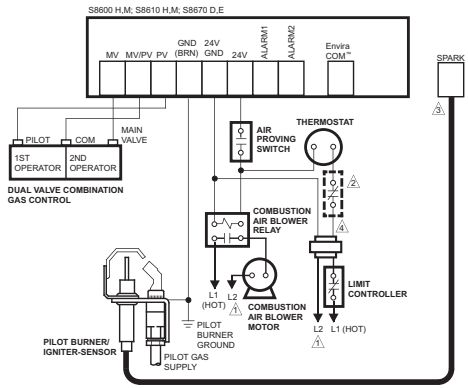 S8600 H,M; S8610 H,M; S8670 D,E
MV MV/PV PV GND (BRN) 24V GND 24V ALARM1 ALARM2 Envira COM™
SPARK
3
PILOT COM MAIN VALVE
1ST OPERATOR 2ND OPERATOR
DUAL VALVE COMBINATION
GAS CONTROL
AIR
PROVING
SWITCH
THERMOSTAT
2
4
COMBUSTION
AIR BLOWER
RELAY
L1
(HOT)
L2
1
COMBUSTION
AIR BLOWER
MOTOR
LIMIT
CONTROLLER
L2 L1 (HOT)
1
PILOT
BURNER
GROUND
PILOT BURNER/
IGNITER-SENSOR
PILOT GAS
SUPPLY